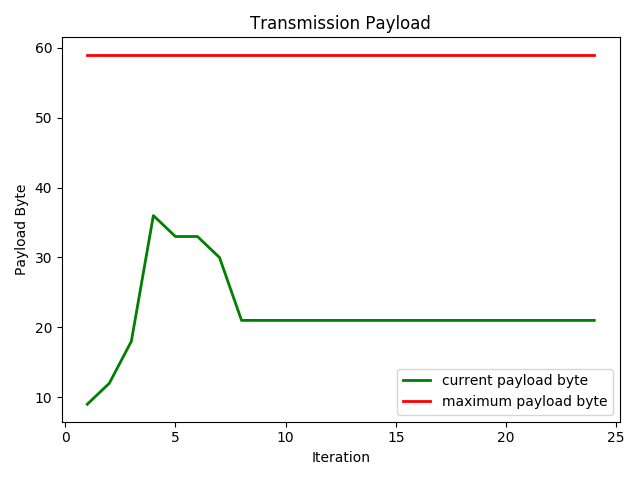 Transmission Payload
60
50
40
30
20
10
Payload Byte
current payload byte
maximum payload byte
0 5 10 15 20 25
Iteration